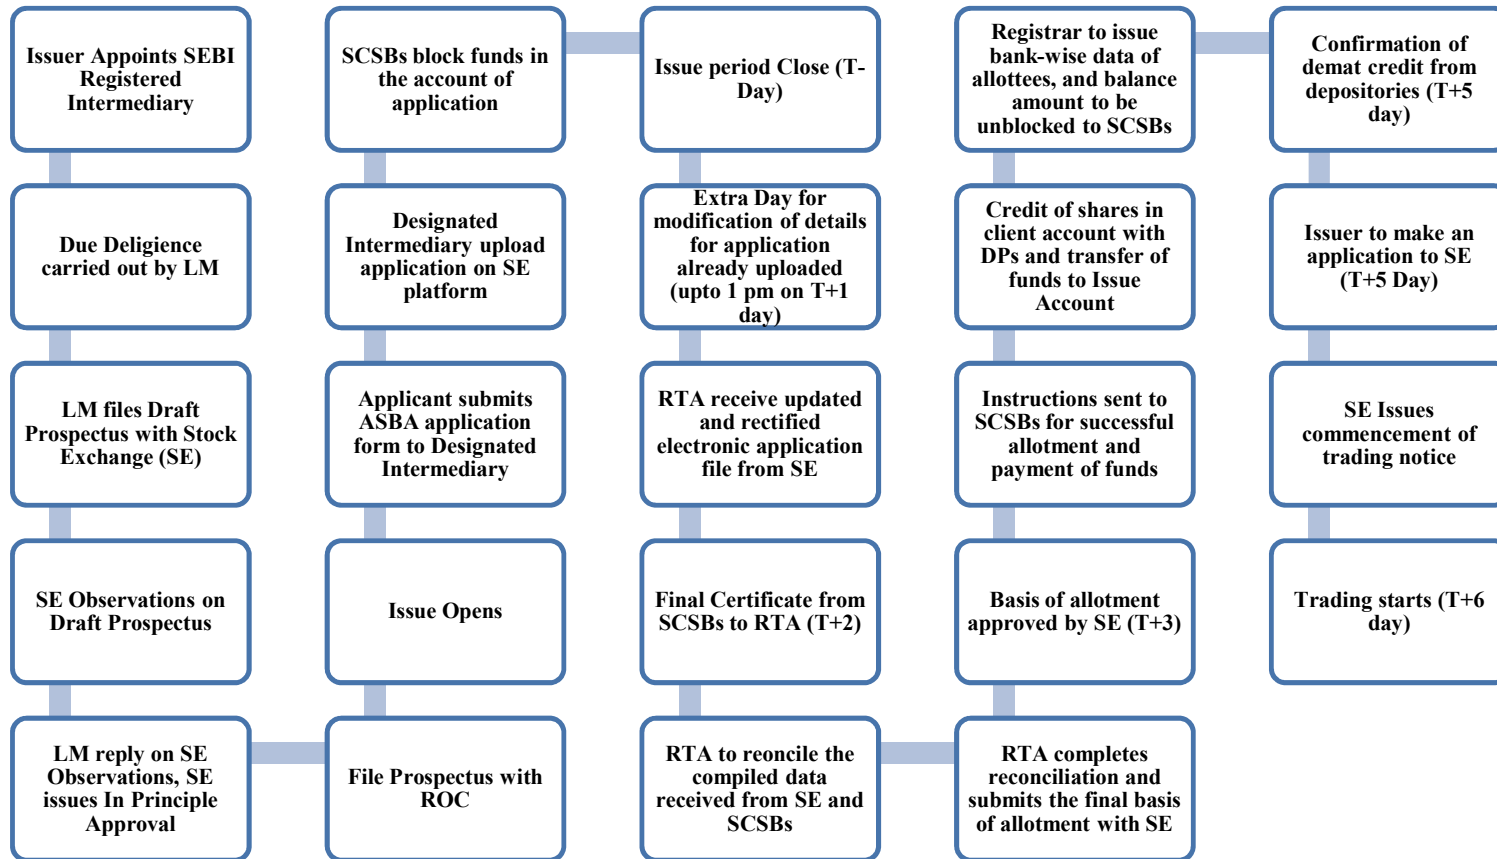 Issuer Appoints SEBI
Registered
Intermediary
Due Deligience
carried out by LM
LM files Draft
Prospectus with Stock
Exchange (SE)
SE Observations on
Draft Prospectus
LM reply on SE
Observations, SE
issues In Principle
Approval
File Prospectus with
ROC
Issue Opens
Applicant submits
ASBA application
form to Designated
Intermediary
Designated
Intermediary upload
application on SE
platform
SCSBs block funds in
the account of
application
Issue period Close (T-
Day)
Extra Day for
modification of details
for application
already uploaded
(upto 1 pm on T+1
day)
RTA receive updated
and rectified
electronic application
file from SE
Final Certificate from
SCSBs to RTA (T+2)
RTA to reconcile the
compiled data
received from SE and
SCSBs
RTA completes
reconciliation and
submits the final basis
of allotment with SE
Basis of allotment
approved by SE (T+3)
Instructions sent to
SCSBs for successful
allotment and
payment of funds
Credit of shares in
client account with
DPs and transfer of
funds to Issue
Account
Registrar to issue
bank-wise data of
allottees, and balance
amount to be
unblocked to SCSBs
Confirmation of
demat credit from
depositories (T+5
day)
Issuer to make an
application to SE
(T+5 Day)
SE Issues
commencement of
trading notice
Trading starts (T+6
day)